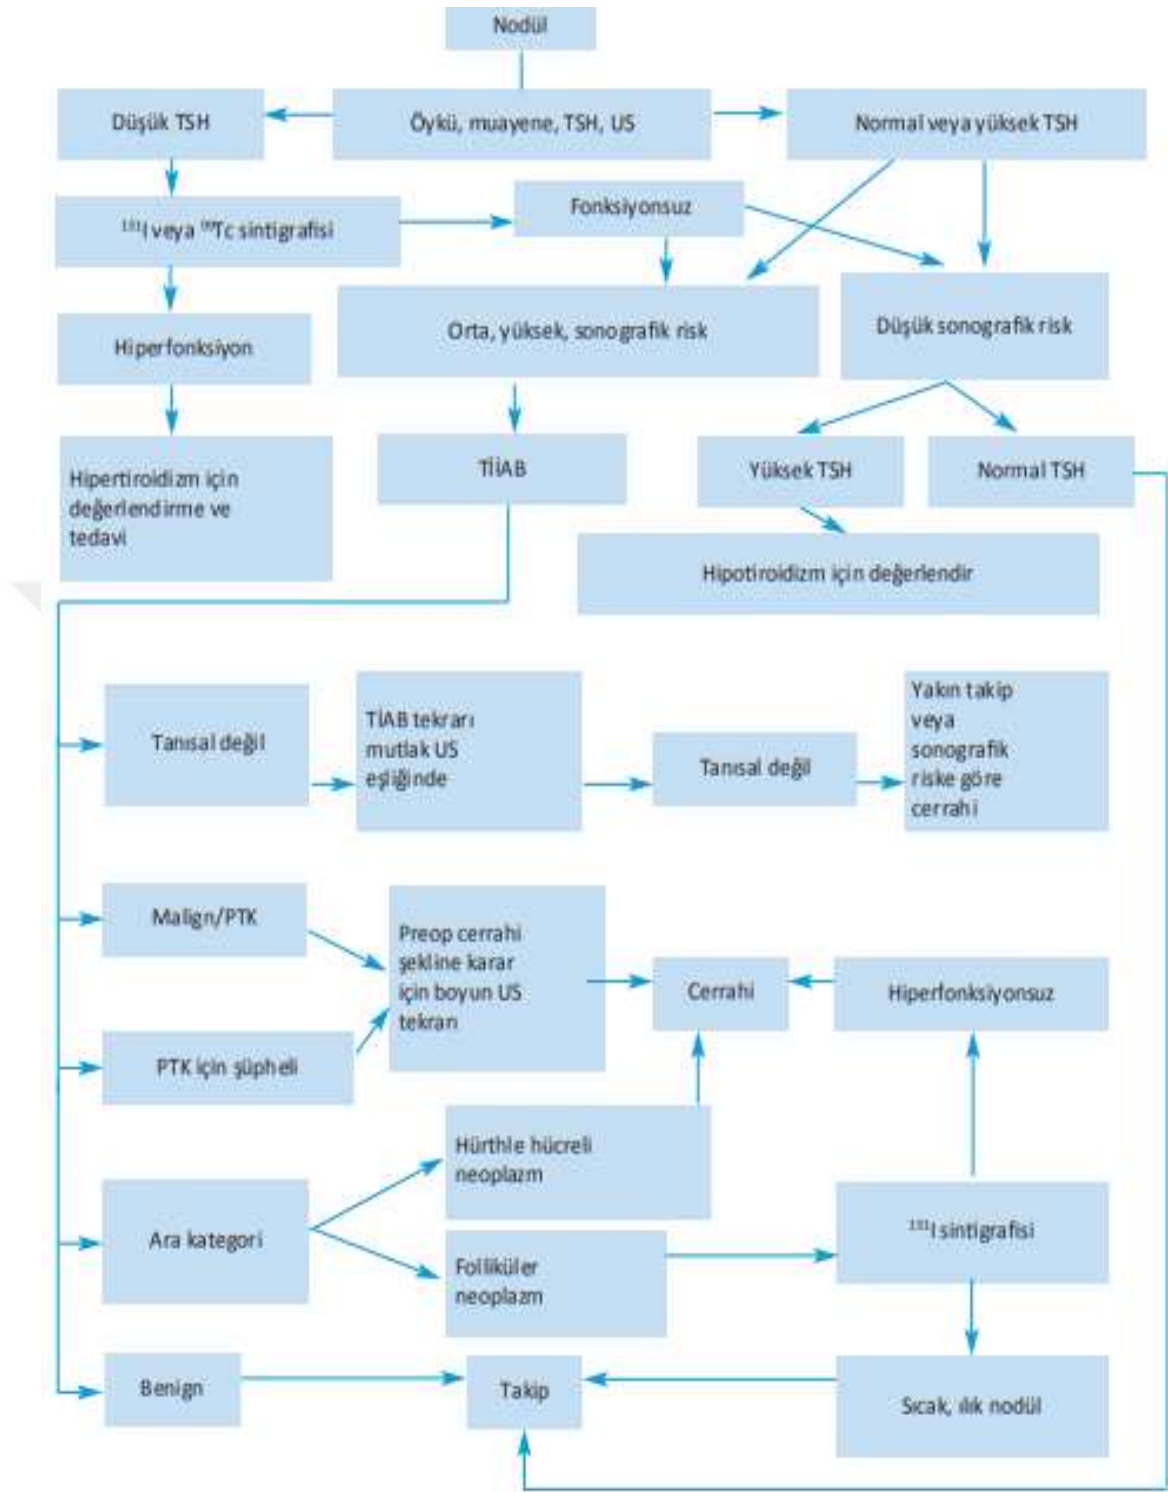 Nodül
Düşük TSH
Öykü, muayene, TSH, US
Normal veya yüksek TSH
¹³¹I veya ⁹⁹Tc sintigrafisi
Fonksiyonsuz
Hiperfonksiyon
Orta, yüksek, sonografik risk
Düşük sonografik risk
Hipertiroidizm için
değerlendirme ve
tedavi
TİİAB
Yüksek TSH
Normal TSH
Hipotiroidizm için değerlendir
Tanısal değil
TİAB tekrarı
mutlak US
eşliğinde
Tanısal değil
Yakın takip
veya
sonografik
riske göre
cerrahi
Malign/PTK
Preop cerrahi
şekline karar
için boyun US
tekrarı
Cerrahi
Hiperfonksiyonsuz
PTK için şüpheli
Hürthle hücreli
neoplazm
Ara kategori
Folliküler
neoplazm
¹³¹I sintigrafisi
Benign
Takip
Sıcak, ılık nodül